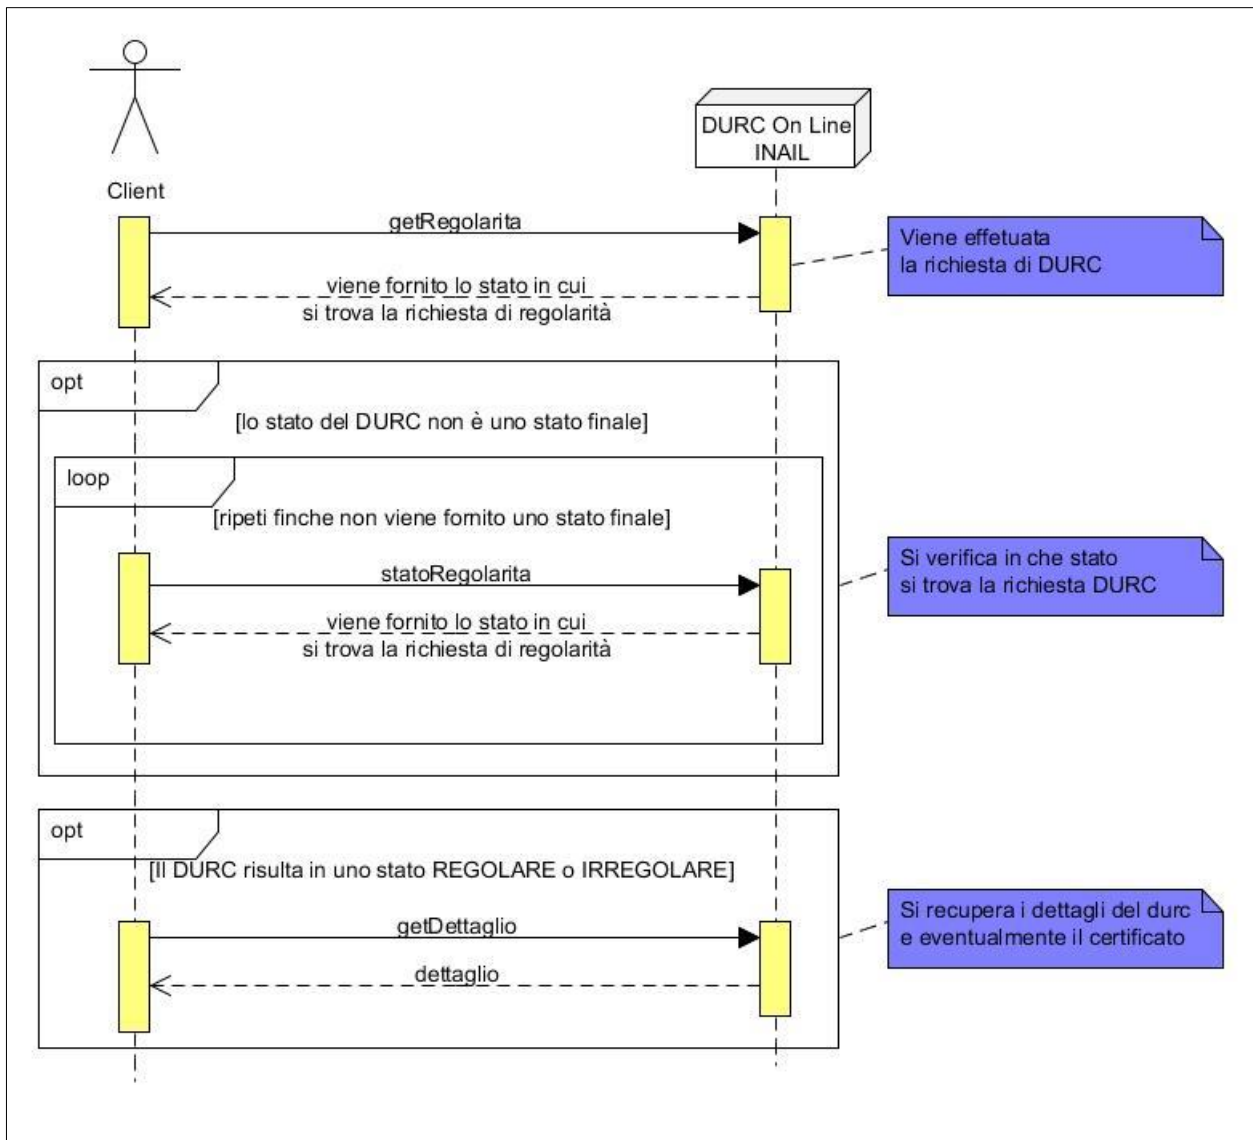 DURC On Line
INAIL
Client
getRegolarita
Viene effetuata
la richiesta di DURC
viene fornito lo stato in cui
si trova la richiesta di regolarità
opt
[lo stato del DURC non è uno stato finale]
loop
[ripeti finche non viene fornito uno stato finale]
statoRegolarita
Si verifica in che stato
si trova la richiesta DURC
viene fornito lo stato in cui
si trova la richiesta di regolarità
opt
[Il DURC risulta in uno stato REGOLARE o IRREGOLARE]
getDettaglio
Si recupera i dettagli del durc
e eventualmente il certificato
dettaglio